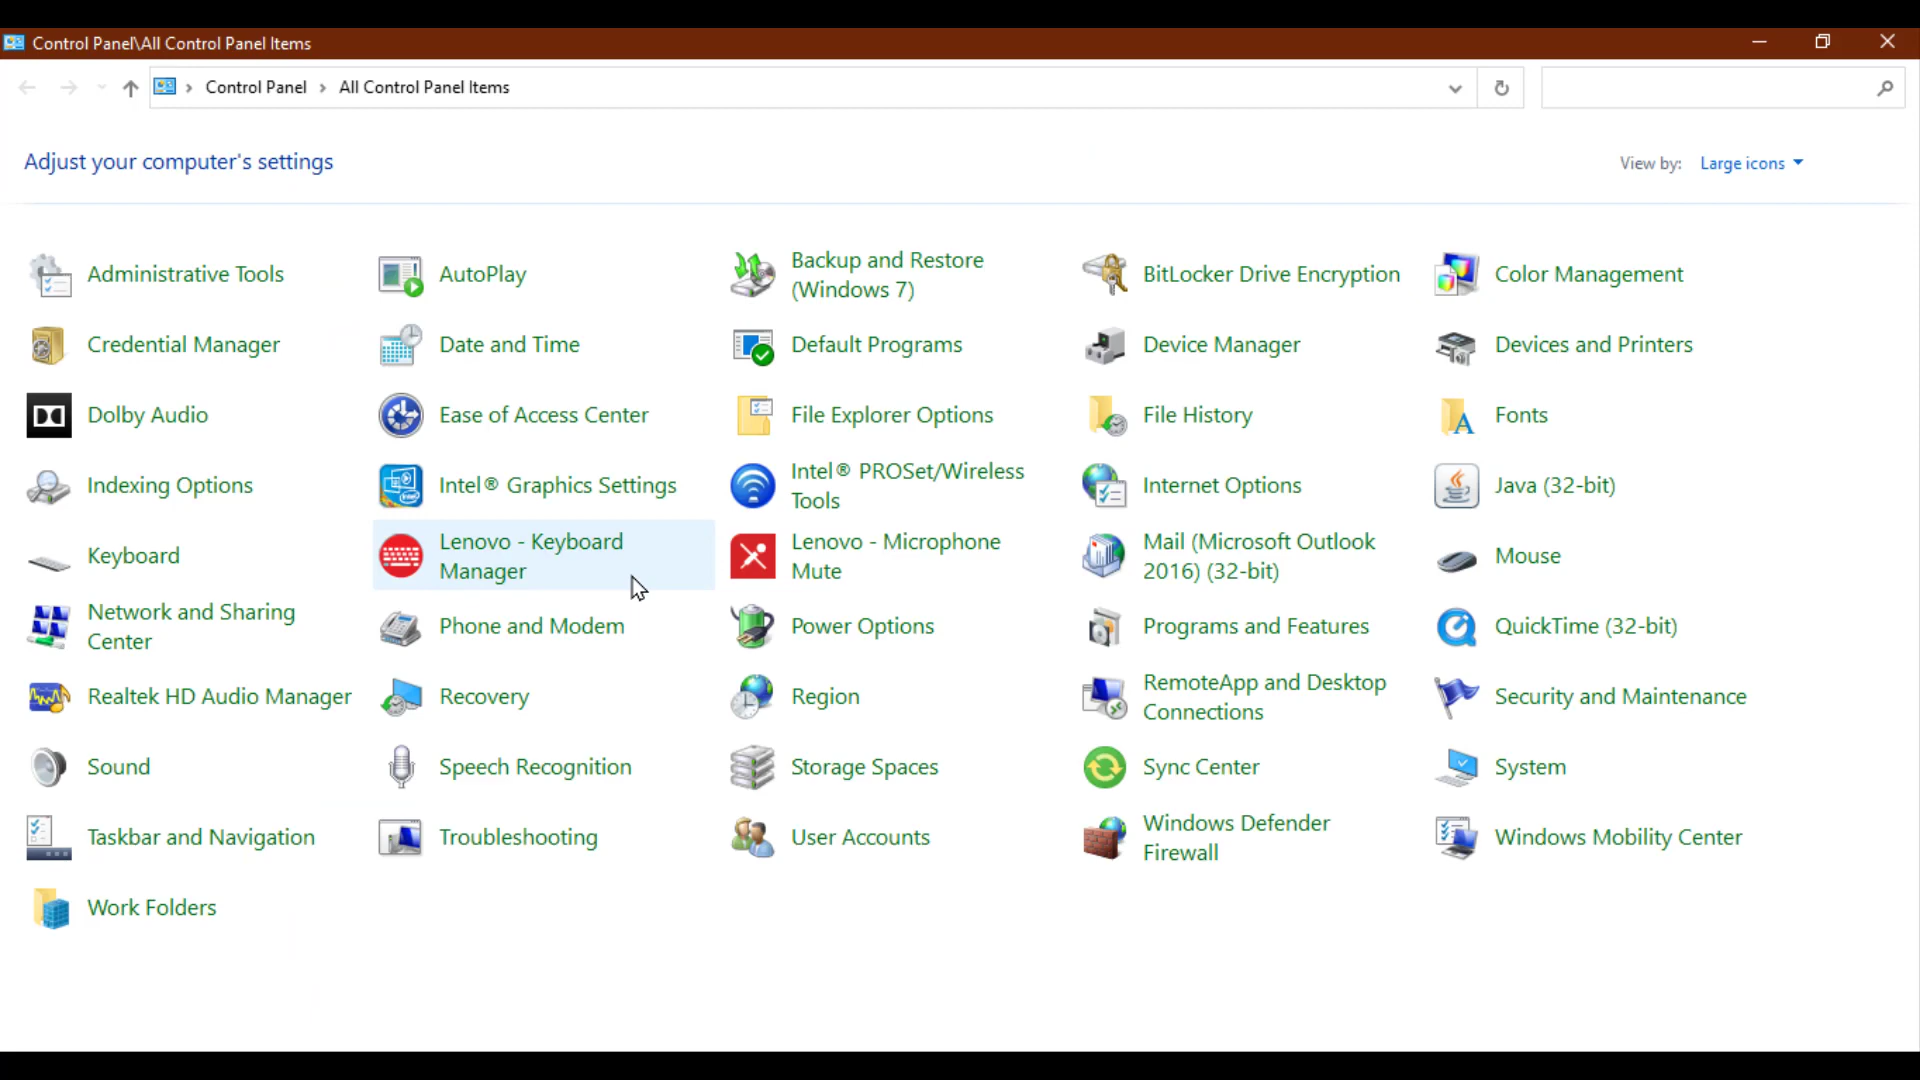 Control Panel\All Control Panel Items
Control Panel > All Control Panel Items
Adjust your computer's settings
View by: Large icons
Administrative Tools
AutoPlay
Backup and Restore
(Windows 7)
BitLocker Drive Encryption
Color Management
Credential Manager
Date and Time
Default Programs
Device Manager
Devices and Printers
Dolby Audio
Ease of Access Center
File Explorer Options
File History
Fonts
Indexing Options
Intel® Graphics Settings
Intel® PROSet/Wireless
Tools
Internet Options
Java (32-bit)
Keyboard
Lenovo - Keyboard
Manager
Lenovo - Microphone
Mute
Mail (Microsoft Outlook
2016) (32-bit)
Mouse
Network and Sharing
Center
Phone and Modem
Power Options
Programs and Features
QuickTime (32-bit)
Realtek HD Audio Manager
Recovery
Region
RemoteApp and Desktop
Connections
Security and Maintenance
Sound
Speech Recognition
Storage Spaces
Sync Center
System
Taskbar and Navigation
Troubleshooting
User Accounts
Windows Defender
Firewall
Windows Mobility Center
Work Folders